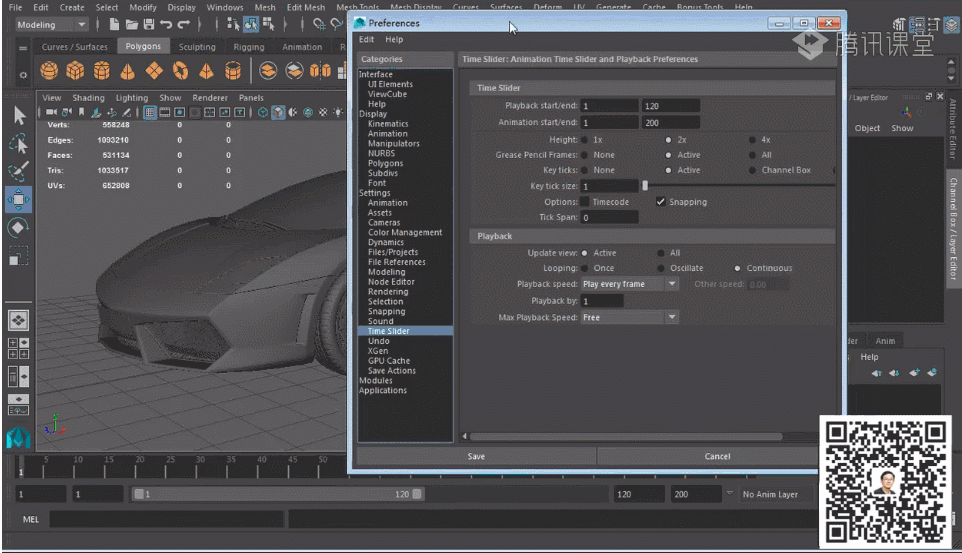 File Edit Create Select Modify Display Windows Mesh Edit Mesh Mesh Tools Mesh Display Curves Surfaces Deform UV Generate Cache Bonus Tools Help
Modeling
腾讯课堂
Curves / Surfaces Polygons Sculpting Rigging Animation
View Shading Lighting Show Renderer Panels
Verts: 558248 0 0
Edges: 1093210 0 0
Faces: 531134 0 0
Tris: 1033517 0 0
UVs: 652808 0 0
Preferences
Edit Help
Categories
Interface
UI Elements
ViewCube
Help
Display
Kinematics
Animation
Manipulators
NURBS
Polygons
Subdivs
Font
Settings
Animation
Assets
Cameras
Color Management
Dynamics
Files/Projects
File References
Modeling
Node Editor
Rendering
Selection
Snapping
Sound
Time Slider
Undo
XGen
GPU Cache
Save Actions
Modules
Applications
Time Slider: Animation Time Slider and Playback Preferences
Time Slider
Playback start/end: 1 120
Animation start/end: 1 200
Height: 1x 2x 4x
Grease Pencil Frames: None Active All
Key ticks: None Active Channel Box
Key tick size: 1
Options: Timecode Snapping
Tick Span: 0
Playback
Update view: Active All
Looping: Once Oscillate Continuous
Playback speed: Play every frame Other speed: 0.00
Playback by: 1
Max Playback Speed: Free
Save Cancel
/ Layer Editor
Object Show
Attribute Editor
Channel Box / Layer Editor
Anim
Help
5 10 15 20 25 30 35 40 45 50
1
1 1 1 120 120 200 No Anim Layer
MEL